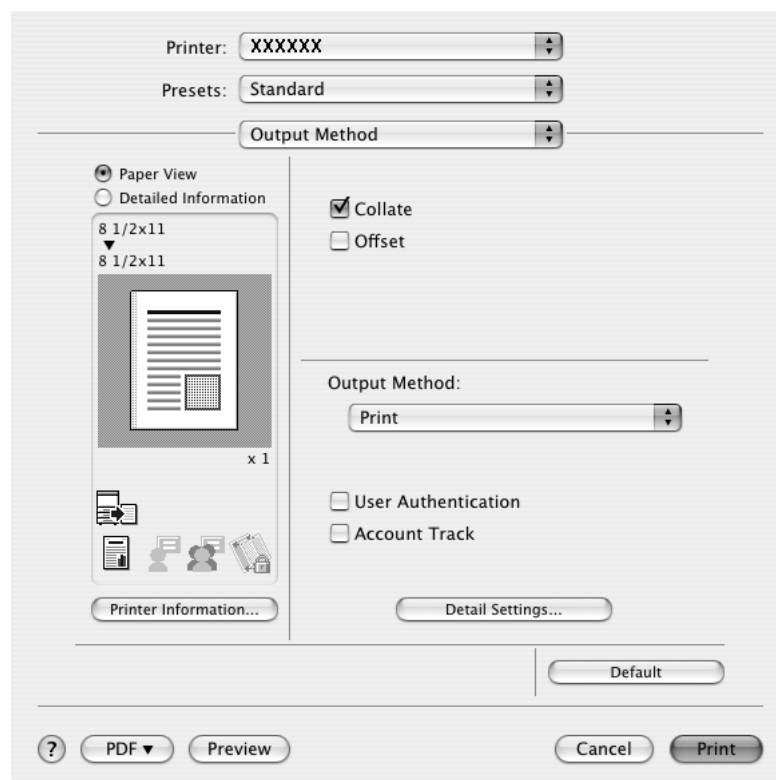 Printer: XXXXXX
Presets: Standard
Output Method
Paper View
Detailed Information
8 1/2x11
▼
8 1/2x11
x 1
Printer Information...
Collate
Offset
Output Method:
Print
User Authentication
Account Track
Detail Settings...
Default
? PDF ▼ Preview Cancel Print